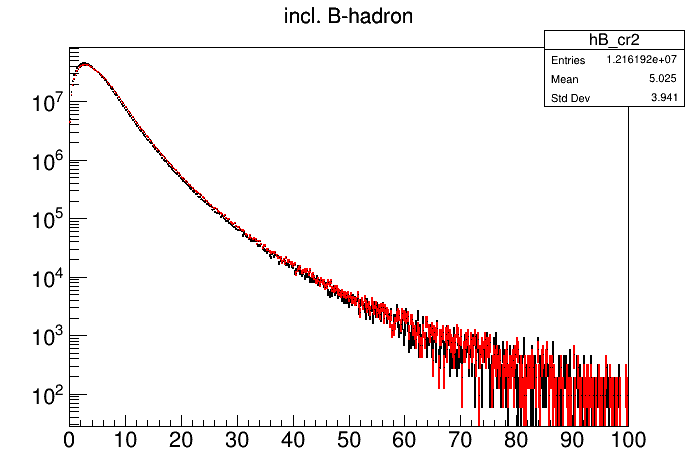 incl. B-hadron
hB_cr2
Entries 1.216192e+07
Mean 5.025
Std Dev 3.941
10^7
10^6
10^5
10^4
10^3
10^2
0 10 20 30 40 50 60 70 80 90 100